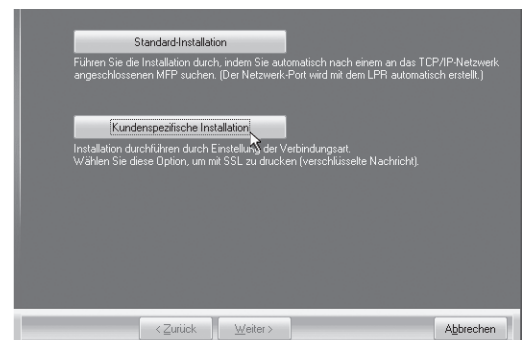 Standard-Installation
Führen Sie die Installation durch, indem Sie automatisch nach einem an das TCP/IP-Netzwerk
angeschlossenen MFP suchen. (Der Netzwerk-Port wird mit dem LPR automatisch erstellt.)
Kundenspezifische Installation
Installation durchführen durch Einstellung der Verbindungsart.
Wählen Sie diese Option, um mit SSL zu drucken (verschlüsselte Nachricht).
< Zurück
Weiter >
Abbrechen